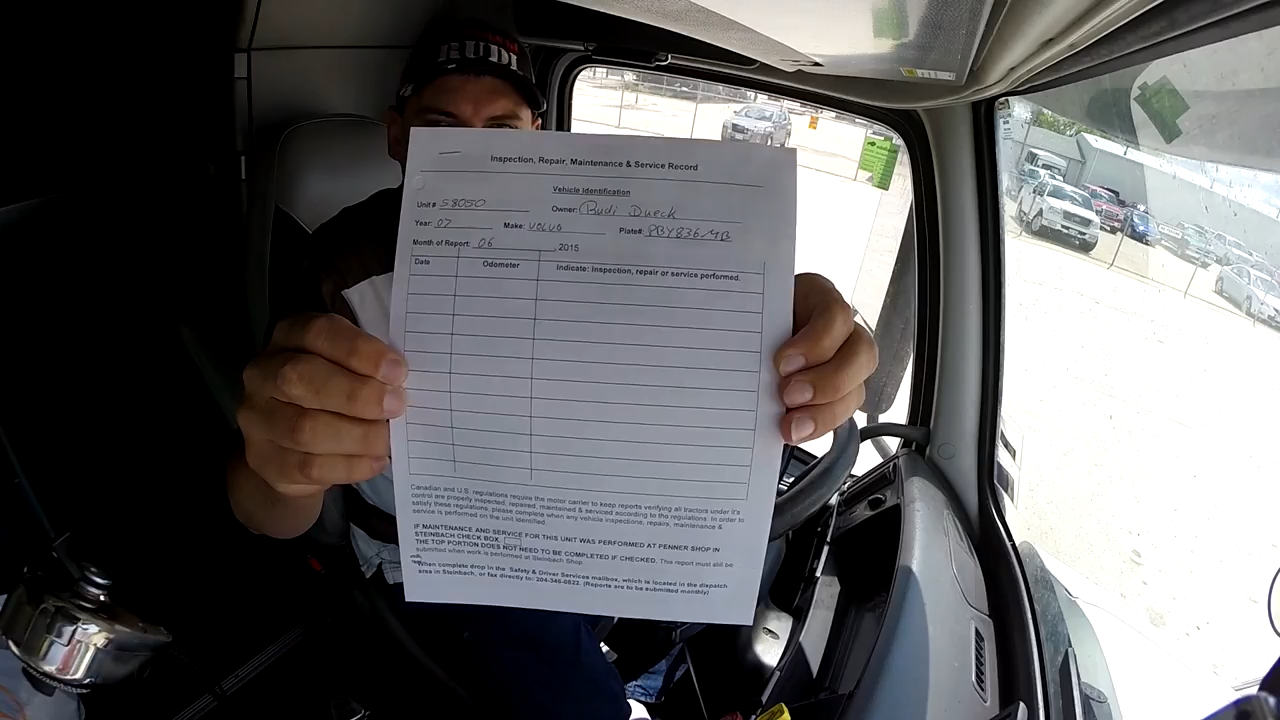 RUDI
Inspection, Repair, Maintenance & Service Record
Vehicle Identification
Unit# 58050 Owner: Rudi Dueck
Year: 07 Make: VOLVO Plate#: PBY836MB
Month of Report: 06, 2015
Date Odometer Indicate: Inspection, repair or service performed.
Canadian and U.S. regulations require the motor carrier to keep reports verifying all tractors under it's
control are properly inspected, repaired, maintained & serviced according to the regulations. In order to
satisfy these regulations, please complete when any vehicle inspections, repairs, maintenance &
service is performed on the unit identified.
IF MAINTENANCE AND SERVICE FOR THIS UNIT WAS PERFORMED AT PENNER SHOP IN
STEINBACH CHECK BOX.
THE TOP PORTION DOES NOT NEED TO BE COMPLETED IF CHECKED. This report must still be
submitted when work is performed at Steinbach Shop.
When complete drop in the Safety & Driver Services mailbox, which is located in the dispatch
area in Steinbach, or fax directly to: 204-346-0822. (Reports are to be submitted monthly)